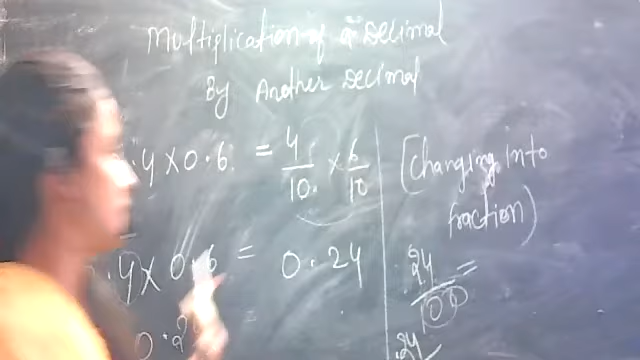 Multiplication of a Decimal
By Another Decimal
.4 x 0.6 = 4/10 x 6/10 [Changing into
fraction)
.4 x 0.6 = 0.24 24/100 =
0.24 .24